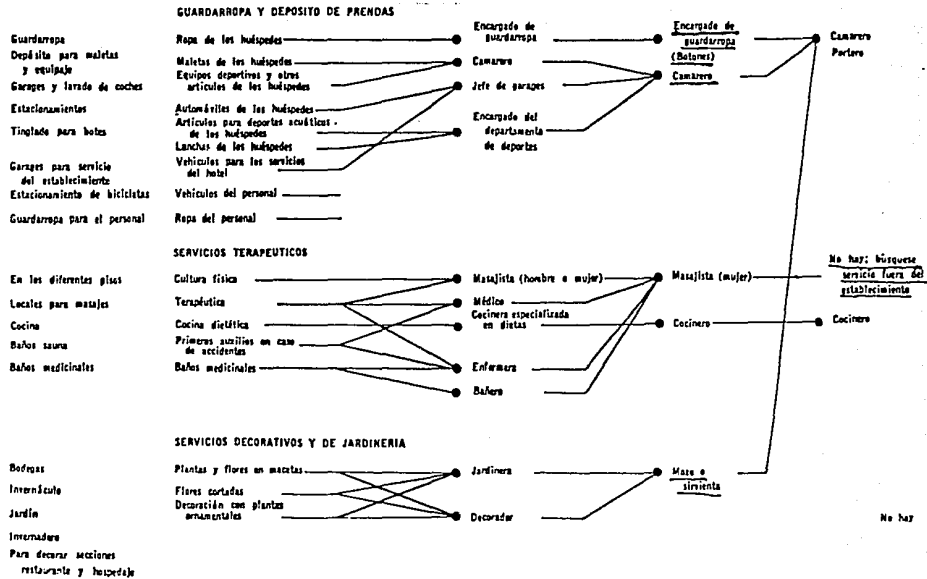 GUARDARROPA Y DEPOSITO DE PRENDAS
Guardarropa
Depósito para maletas
y equipaje
Garages y lavado de coches
Estacionamientos
Tinglado para botes
Garages para servicio
del establecimiento
Estacionamiento de bicicletas
Guardarropa para el personal
Ropa de los huéspedes
Maletas de los huéspedes
Equipos deportivos y otros
artículos de los huéspedes
Automóviles de los huéspedes
Artículos para deportes acuáticos
de los huéspedes
Lanchas de los huéspedes
Vehículos para los servicios
del hotel
Vehículos del personal
Ropa del personal
Encargado de
guardarropa
Camarero
Jefe de garages
Encargado del
departamento
de deportes
Encargado de
guardarropa
(Botones)
Camarero
Camarero
Portero
SERVICIOS TERAPEUTICOS
En los diferentes pisos
Locales para masajes
Cocina
Baños sauna
Baños medicinales
Cultura física
Terapéutica
Cocina dietética
Primeros auxilios en caso
de accidentes
Baños medicinales
Masajista (hombre o mujer)
Médico
Cocinera especializada
en dietas
Enfermera
Bañero
Masajista (mujer)
Cocinero
No hay; búsquese
servicio fuera del
establecimiento
Cocinero
SERVICIOS DECORATIVOS Y DE JARDINERIA
Bodegas
Invernáculo
Jardín
Invernadero
Para decorar secciones
restaurante y hospedaje
Plantas y flores en macetas
Flores cortadas
Decoración con plantas
ornamentales
Jardinera
Decorador
Mozo o
sirvienta
No hay